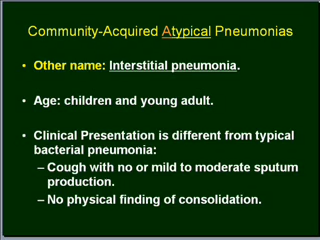 Community-Acquired Atypical Pneumonias
• Other name: Interstitial pneumonia.
• Age: children and young adult.
• Clinical Presentation is different from typical
bacterial pneumonia:
– Cough with no or mild to moderate sputum
production.
– No physical finding of consolidation.